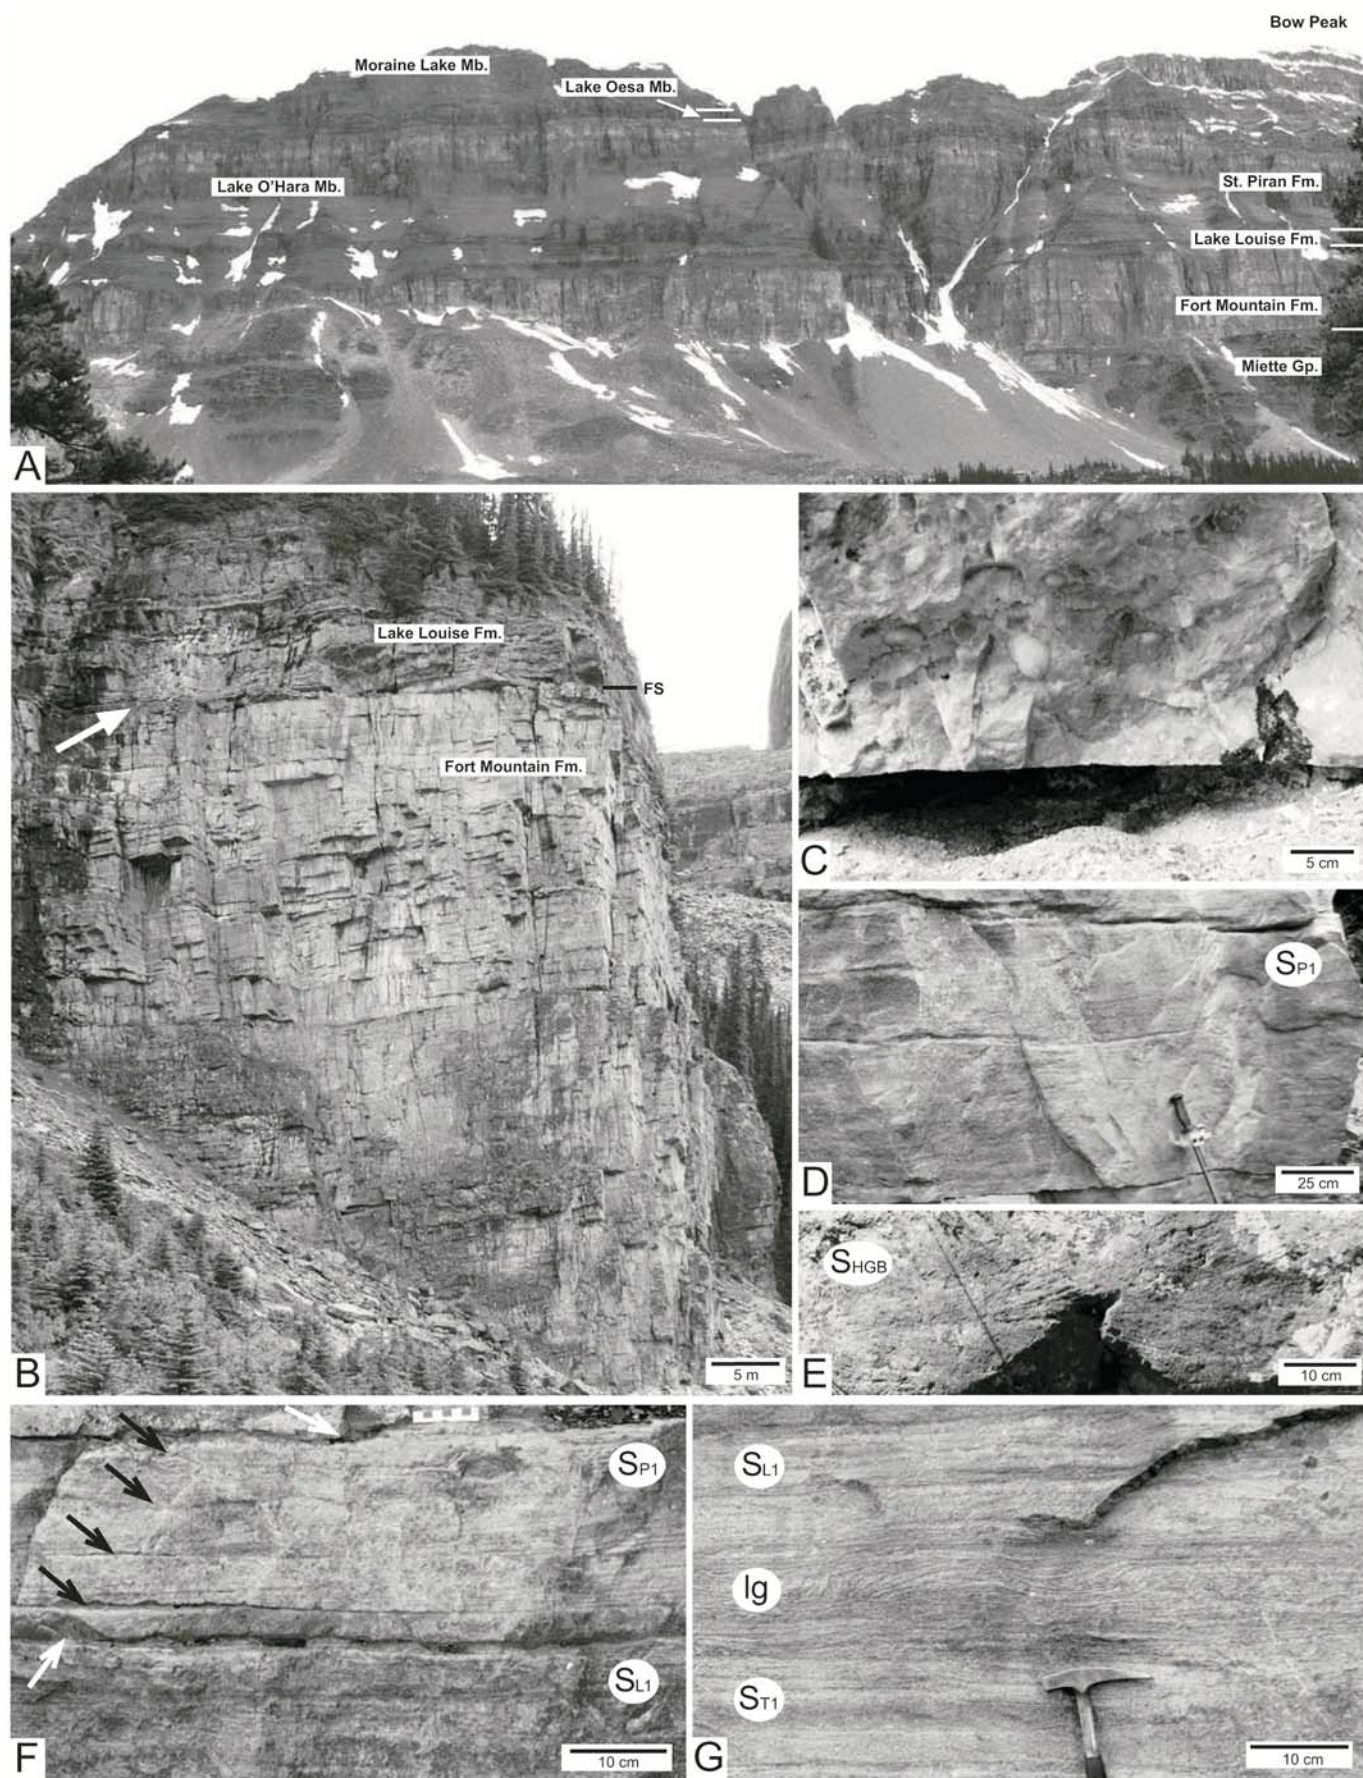 Bow Peak
Moraine Lake Mb.
Lake Oesa Mb.
Lake O'Hara Mb.
St. Piran Fm.
Lake Louise Fm.
Fort Mountain Fm.
Miette Gp.
A
Lake Louise Fm.
FS
Fort Mountain Fm.
5 m
B
5 cm
C
SP1
25 cm
D
SHGB
10 cm
E
SP1
SL1
10 cm
F
SL1
Ig
ST1
10 cm
G